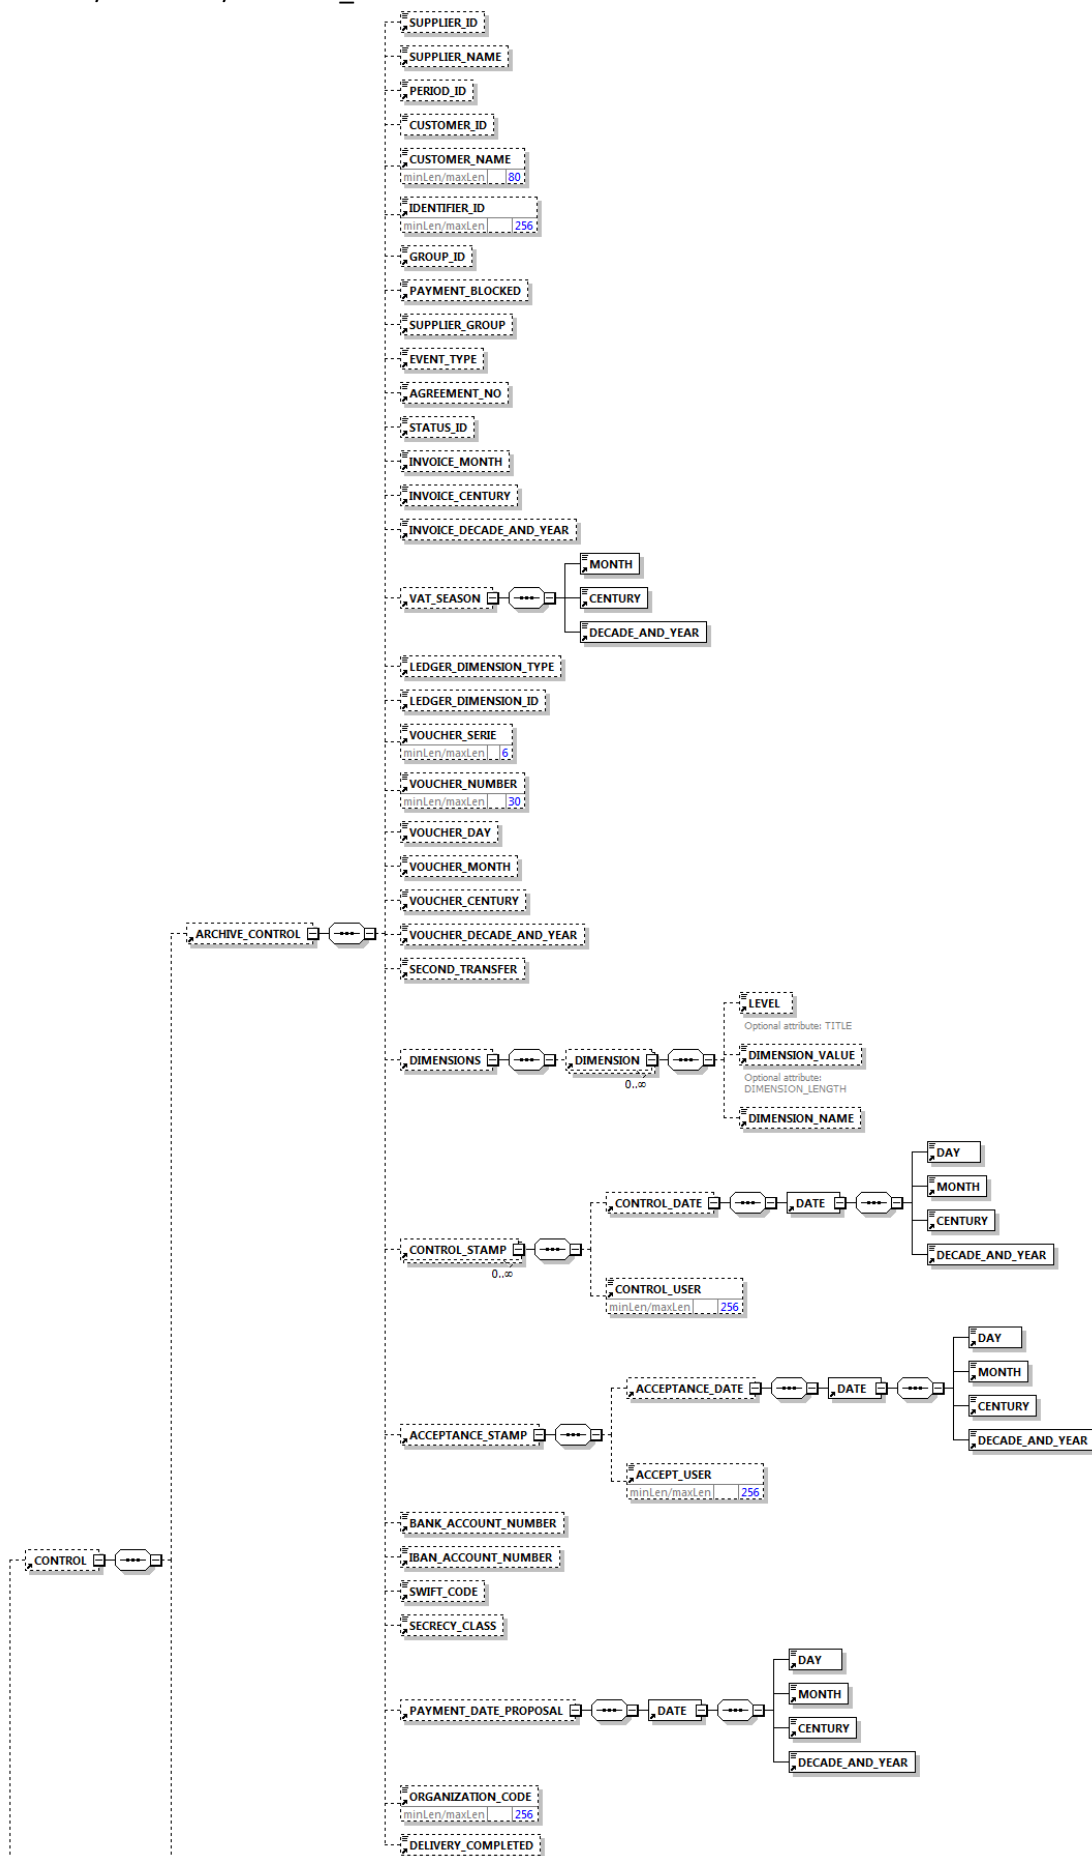 SUPPLIER_ID
SUPPLIER_NAME
PERIOD_ID
CUSTOMER_ID
CUSTOMER_NAME
minLen/maxLen 80
IDENTIFIER_ID
minLen/maxLen 256
GROUP_ID
PAYMENT_BLOCKED
SUPPLIER_GROUP
EVENT_TYPE
AGREEMENT_NO
STATUS_ID
INVOICE_MONTH
INVOICE_CENTURY
INVOICE_DECADE_AND_YEAR
MONTH
VAT_SEASON
CENTURY
DECADE_AND_YEAR
LEDGER_DIMENSION_TYPE
LEDGER_DIMENSION_ID
VOUCHER_SERIE
minLen/maxLen 6
VOUCHER_NUMBER
minLen/maxLen 30
VOUCHER_DAY
VOUCHER_MONTH
VOUCHER_CENTURY
ARCHIVE_CONTROL
VOUCHER_DECADE_AND_YEAR
SECOND_TRANSFER
LEVEL
Optional attribute: TITLE
DIMENSIONS
DIMENSION
0..∞
DIMENSION_VALUE
Optional attribute:
DIMENSION_LENGTH
DIMENSION_NAME
DAY
MONTH
CONTROL_DATE
DATE
CENTURY
DECADE_AND_YEAR
CONTROL_STAMP
0..∞
CONTROL_USER
minLen/maxLen 256
DAY
MONTH
ACCEPTANCE_DATE
DATE
CENTURY
DECADE_AND_YEAR
ACCEPTANCE_STAMP
ACCEPT_USER
minLen/maxLen 256
BANK_ACCOUNT_NUMBER
IBAN_ACCOUNT_NUMBER
CONTROL
SWIFT_CODE
SECRECY_CLASS
DAY
MONTH
PAYMENT_DATE_PROPOSAL
DATE
CENTURY
DECADE_AND_YEAR
ORGANIZATION_CODE
minLen/maxLen 256
DELIVERY_COMPLETED